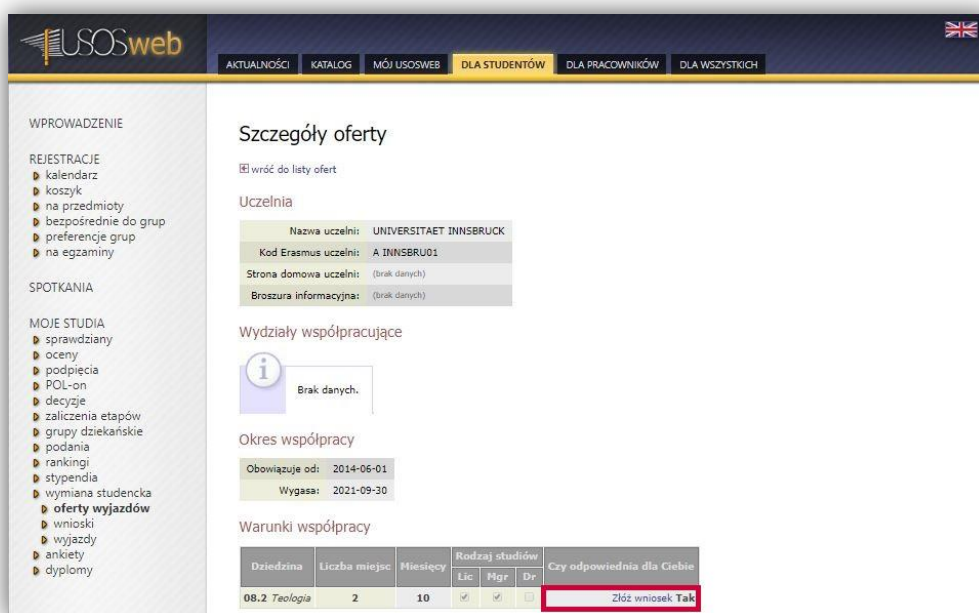 USOSweb
AKTUALNOŚCI KATALOG MÓJ USOSWEB DLA STUDENTÓW DLA PRACOWNIKÓW DLA WSZYSTKICH
WPROWADZENIE
REJESTRACJE
kalendarz
koszyk
na przedmioty
bezpośrednie do grup
preferencje grup
na egzaminy
SPOTKANIA
MOJE STUDIA
sprawdziany
oceny
podpięcia
POL-on
decyzje
zaliczenia etapów
grupy dziekańskie
podania
rankingi
stypendia
wymiana studencka
oferty wyjazdów
wnioski
wyjazdy
ankiety
dyplomy
Szczegóły oferty
wróć do listy ofert
Uczelnia
Nazwa uczelni: UNIVERSITAET INNSBRUCK
Kod Erasmus uczelni: A INNSBRU01
Strona domowa uczelni: (brak danych)
Broszura informacyjna: (brak danych)
Wydziały współpracujące
i
Brak danych.
Okres współpracy
Obowiązuje od: 2014-06-01
Wygasa: 2021-09-30
Warunki współpracy
Dziedzina Liczba miejsc Miesięcy Rodzaj studiów Czy odpowiednia dla Ciebie
Lic Mgr Dr
08.2 Teologia 2 10 Złóż wniosek Tak